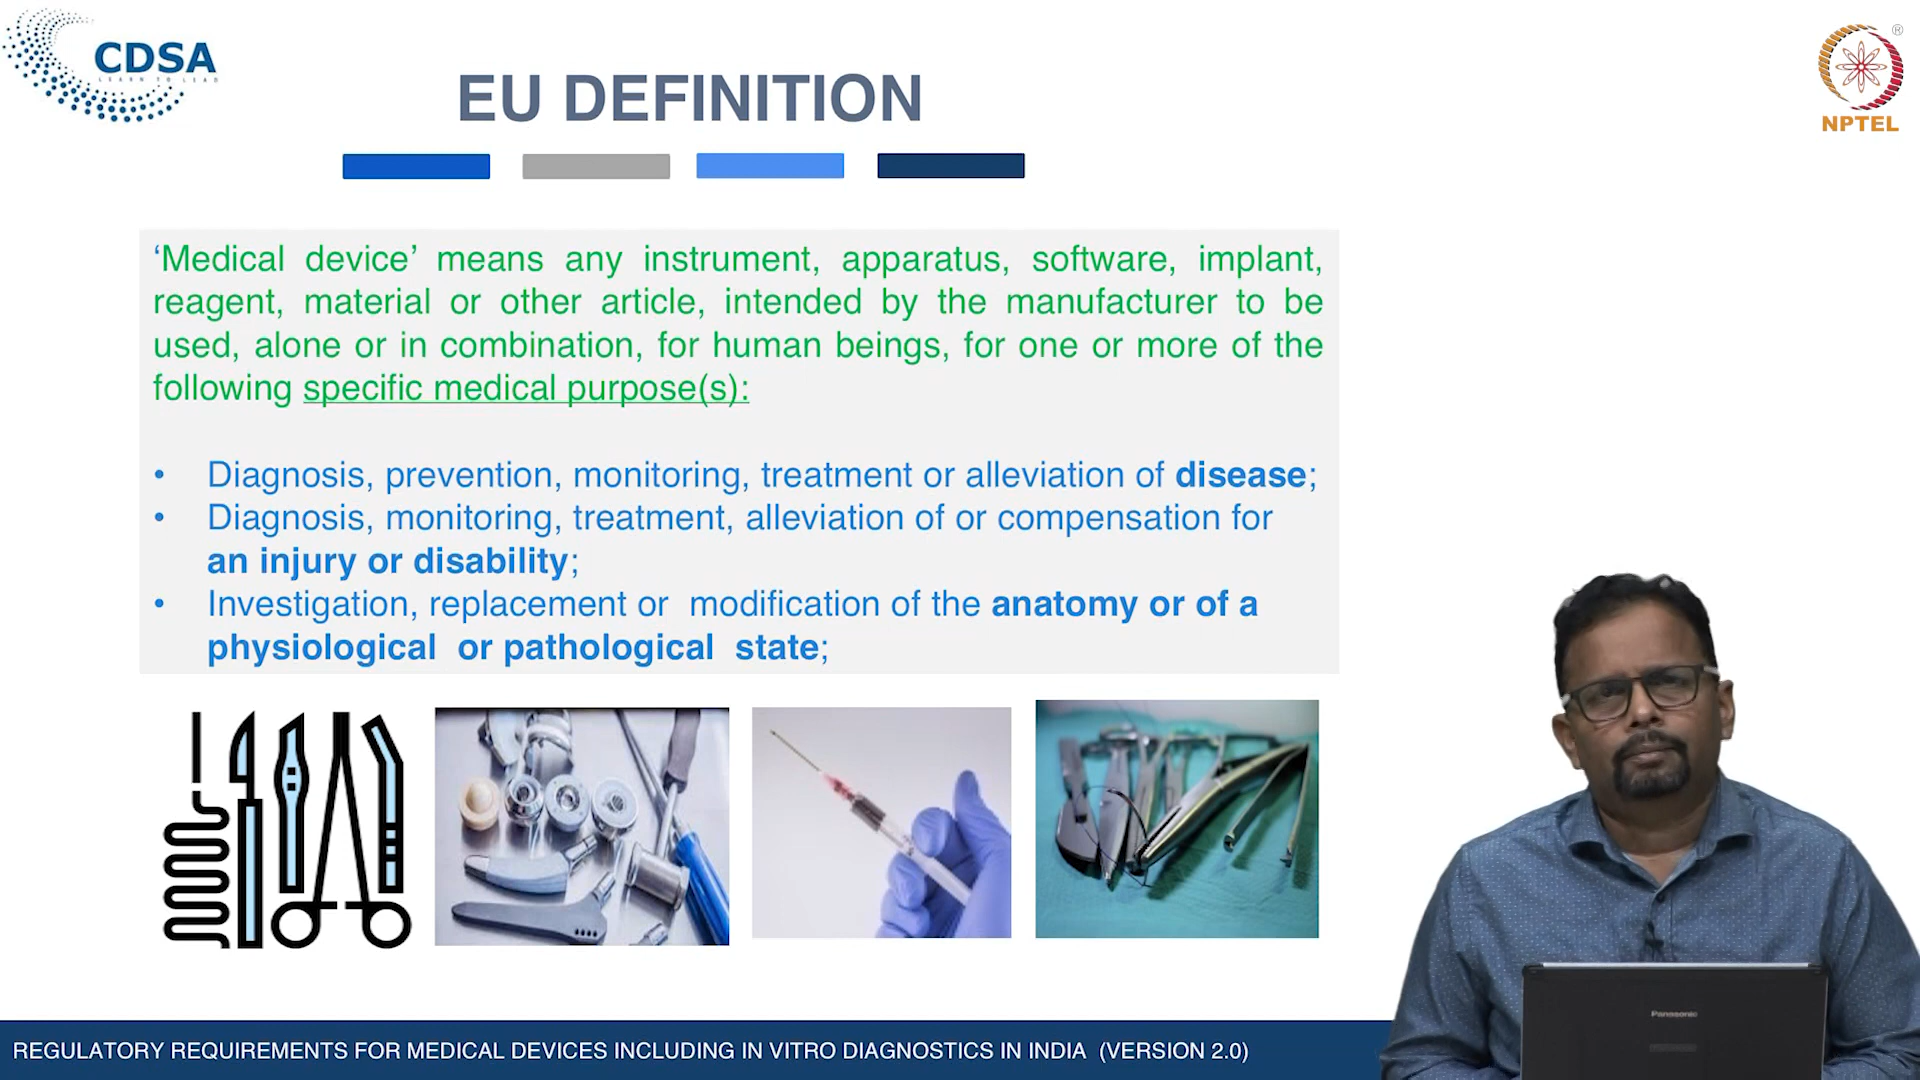 CDSA
LEARN TO LEAD
EU DEFINITION
®
NPTEL
‘Medical device’ means any instrument, apparatus, software, implant,
reagent, material or other article, intended by the manufacturer to be
used, alone or in combination, for human beings, for one or more of the
following specific medical purpose(s):
• Diagnosis, prevention, monitoring, treatment or alleviation of disease;
• Diagnosis, monitoring, treatment, alleviation of or compensation for
an injury or disability;
• Investigation, replacement or modification of the anatomy or of a
physiological or pathological state;
Panasonic
REGULATORY REQUIREMENTS FOR MEDICAL DEVICES INCLUDING IN VITRO DIAGNOSTICS IN INDIA (VERSION 2.0)